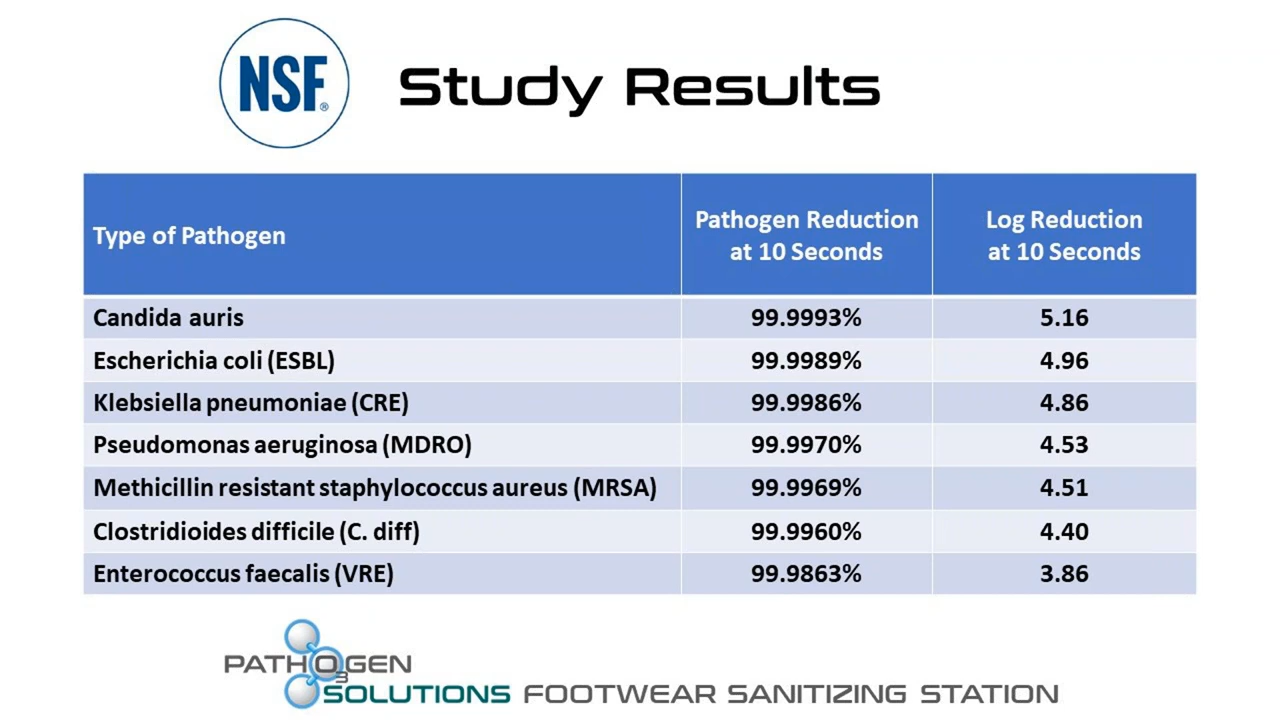 NSF®
Study Results
Type of Pathogen
Pathogen Reduction
at 10 Seconds
Log Reduction
at 10 Seconds
Candida auris 99.9993% 5.16
Escherichia coli (ESBL) 99.9989% 4.96
Klebsiella pneumoniae (CRE) 99.9986% 4.86
Pseudomonas aeruginosa (MDRO) 99.9970% 4.53
Methicillin resistant staphylococcus aureus (MRSA) 99.9969% 4.51
Clostridioides difficile (C. diff) 99.9960% 4.40
Enterococcus faecalis (VRE) 99.9863% 3.86
PATHO3GEN
SOLUTIONS FOOTWEAR SANITIZING STATION